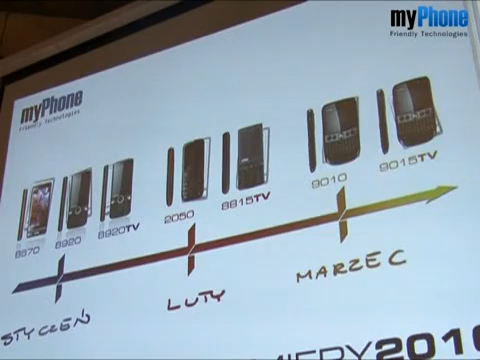 myPhone
Friendly Technologies
myPhone
Friendly Technologies
8870 8920 8920TV 2050 8815TV 9010 9015TV
STYCZEŃ LUTY MARZEC
2010